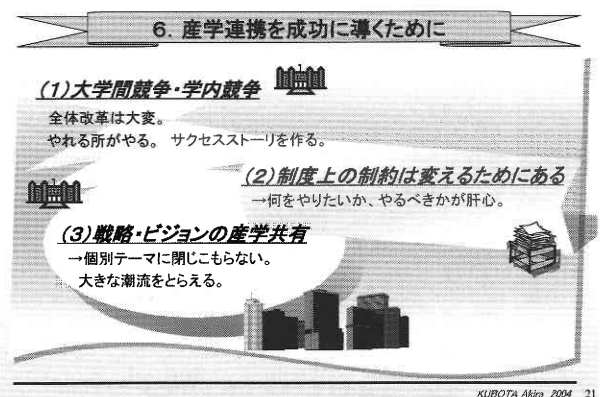 6. 産学連携を成功に導くために
(1)大学間競争・学内競争
全体改革は大変。
やれる所がやる。 サクセスストーリを作る。
(2)制度上の制約は変えるためにある
→何をやりたいか、やるべきかが肝心。
(3)戦略・ビジョンの産学共有
→個別テーマに閉じこもらない。
大きな潮流をとらえる。
KUBOTA Akira 2004 21